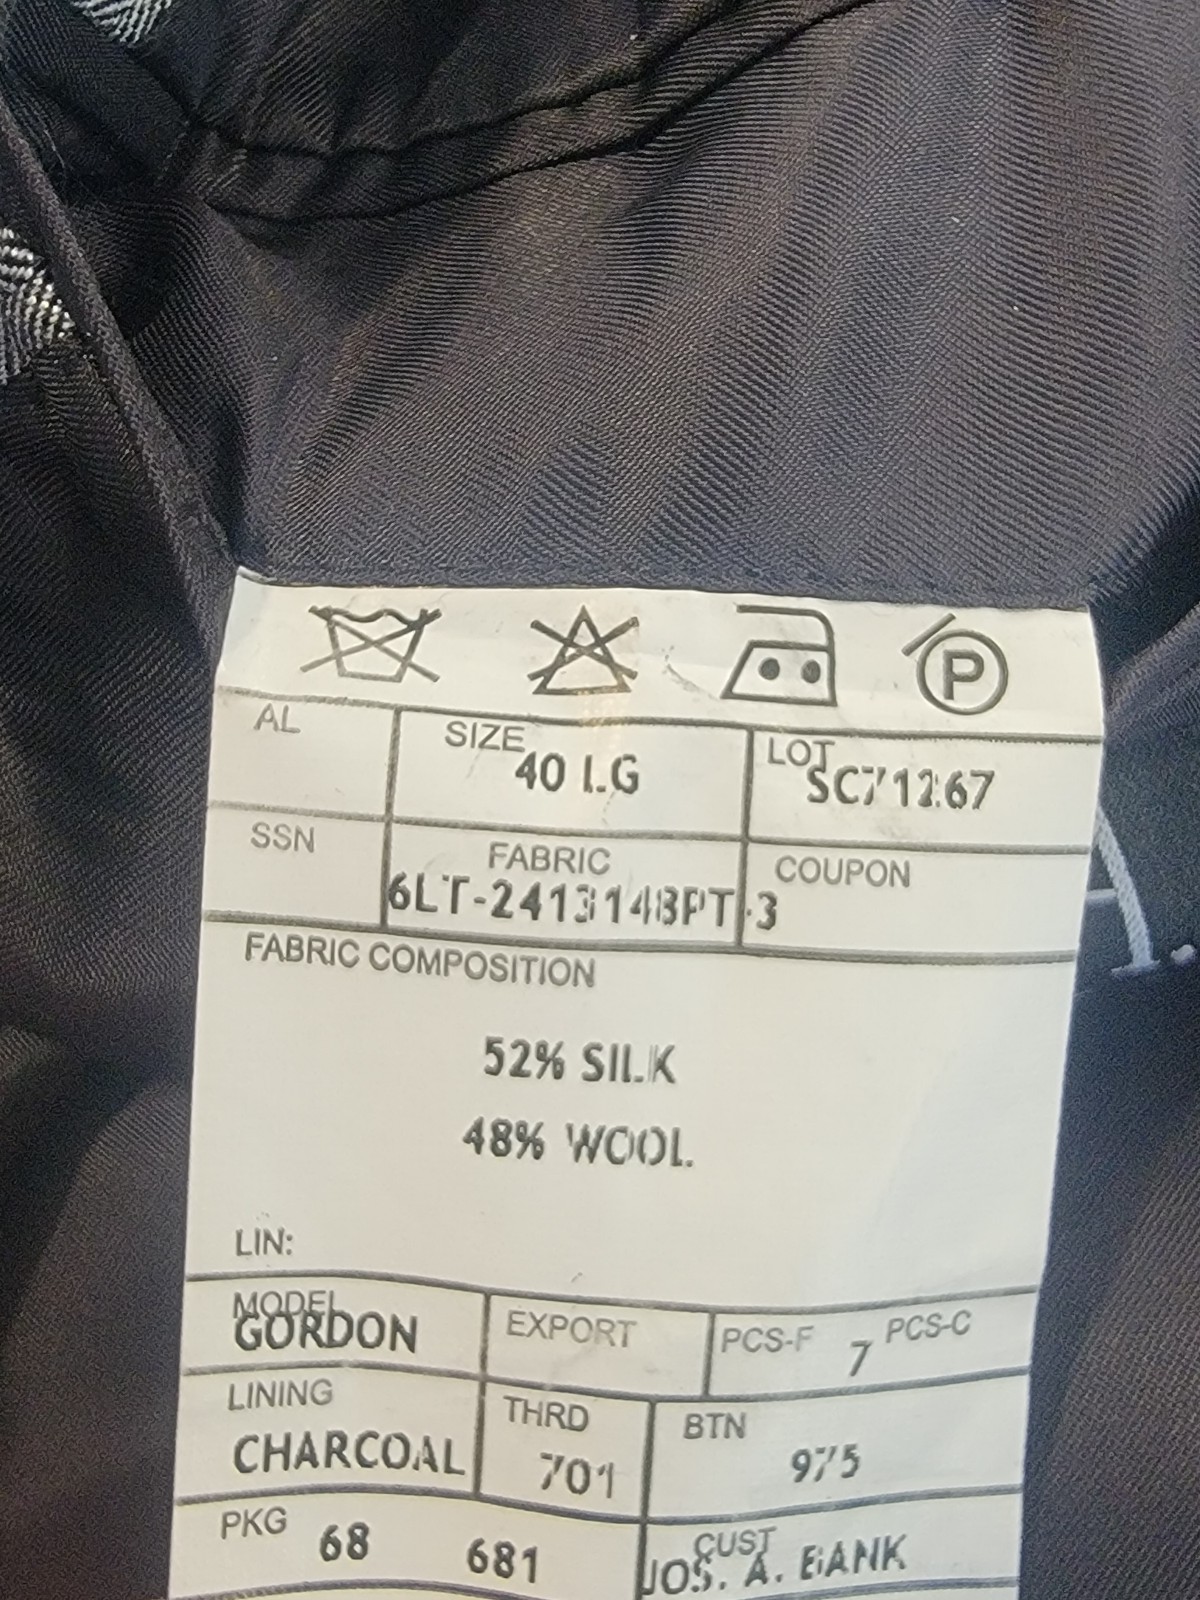 P
AL
SIZE
40 LG
LOT
SC71267
SSN
FABRIC
6LT-2413148PT-3
COUPON
FABRIC COMPOSITION
52% SILK
48% WOOL
LIN:
MODEL
GORDON
EXPORT
PCS-F 7 PCS-C
LINING
CHARCOAL
THRD
701
BTN
975
PKG 68 681
CUST
JOS. A. BANK
A.